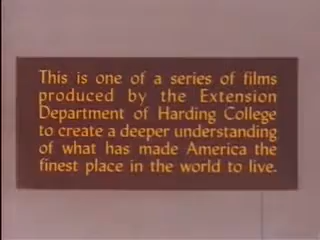 This is one of a series of films
produced by the Extension
Department of Harding College
to create a deeper understanding
of what has made America the
finest place in the world to live.